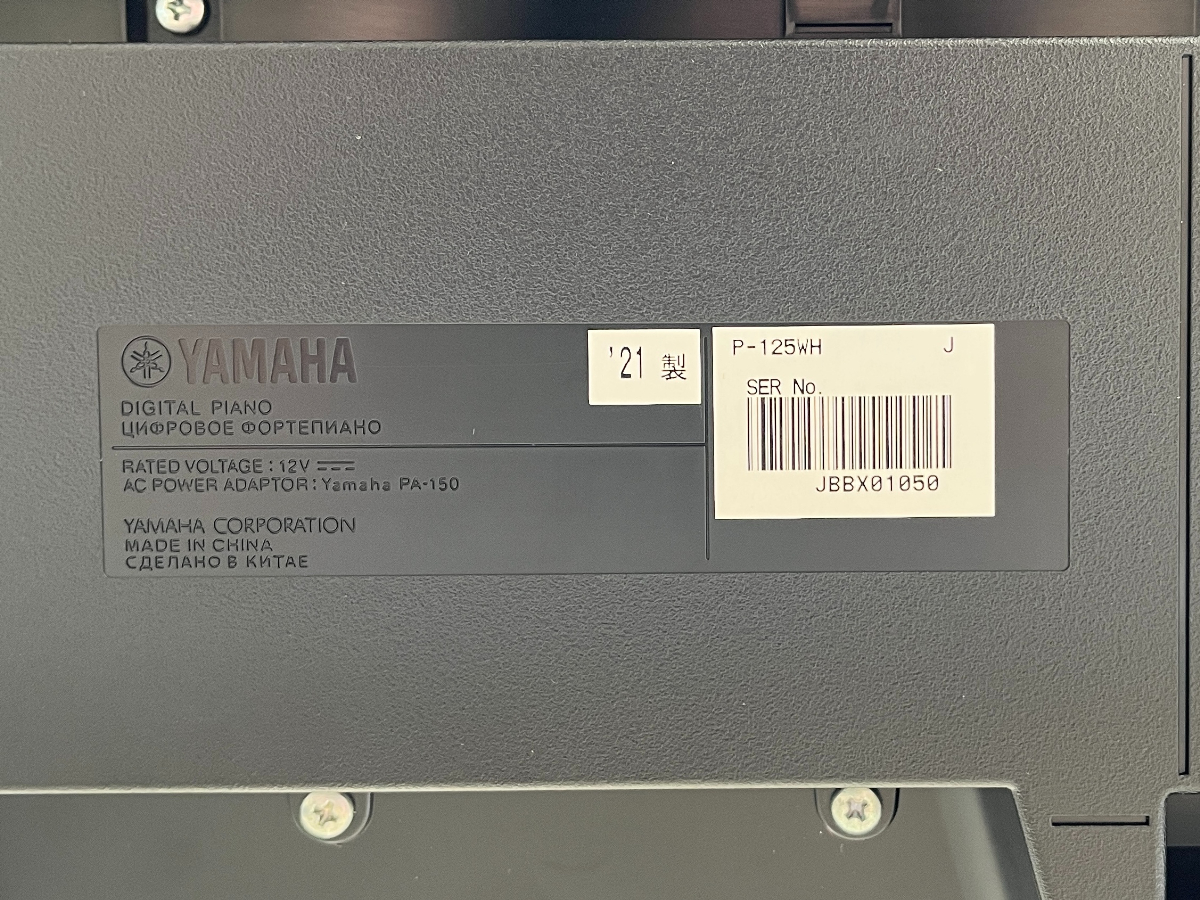 YAMAHA
DIGITAL PIANO
ЦИФРОВОЕ ФОРТЕПИАНО
RATED VOLTAGE : 12V
AC POWER ADAPTOR : Yamaha PA-150
YAMAHA CORPORATION
MADE IN CHINA
СДЕЛАНО В КИТАЕ
'21 製
P-125WH J
SER No.
JBBX01050